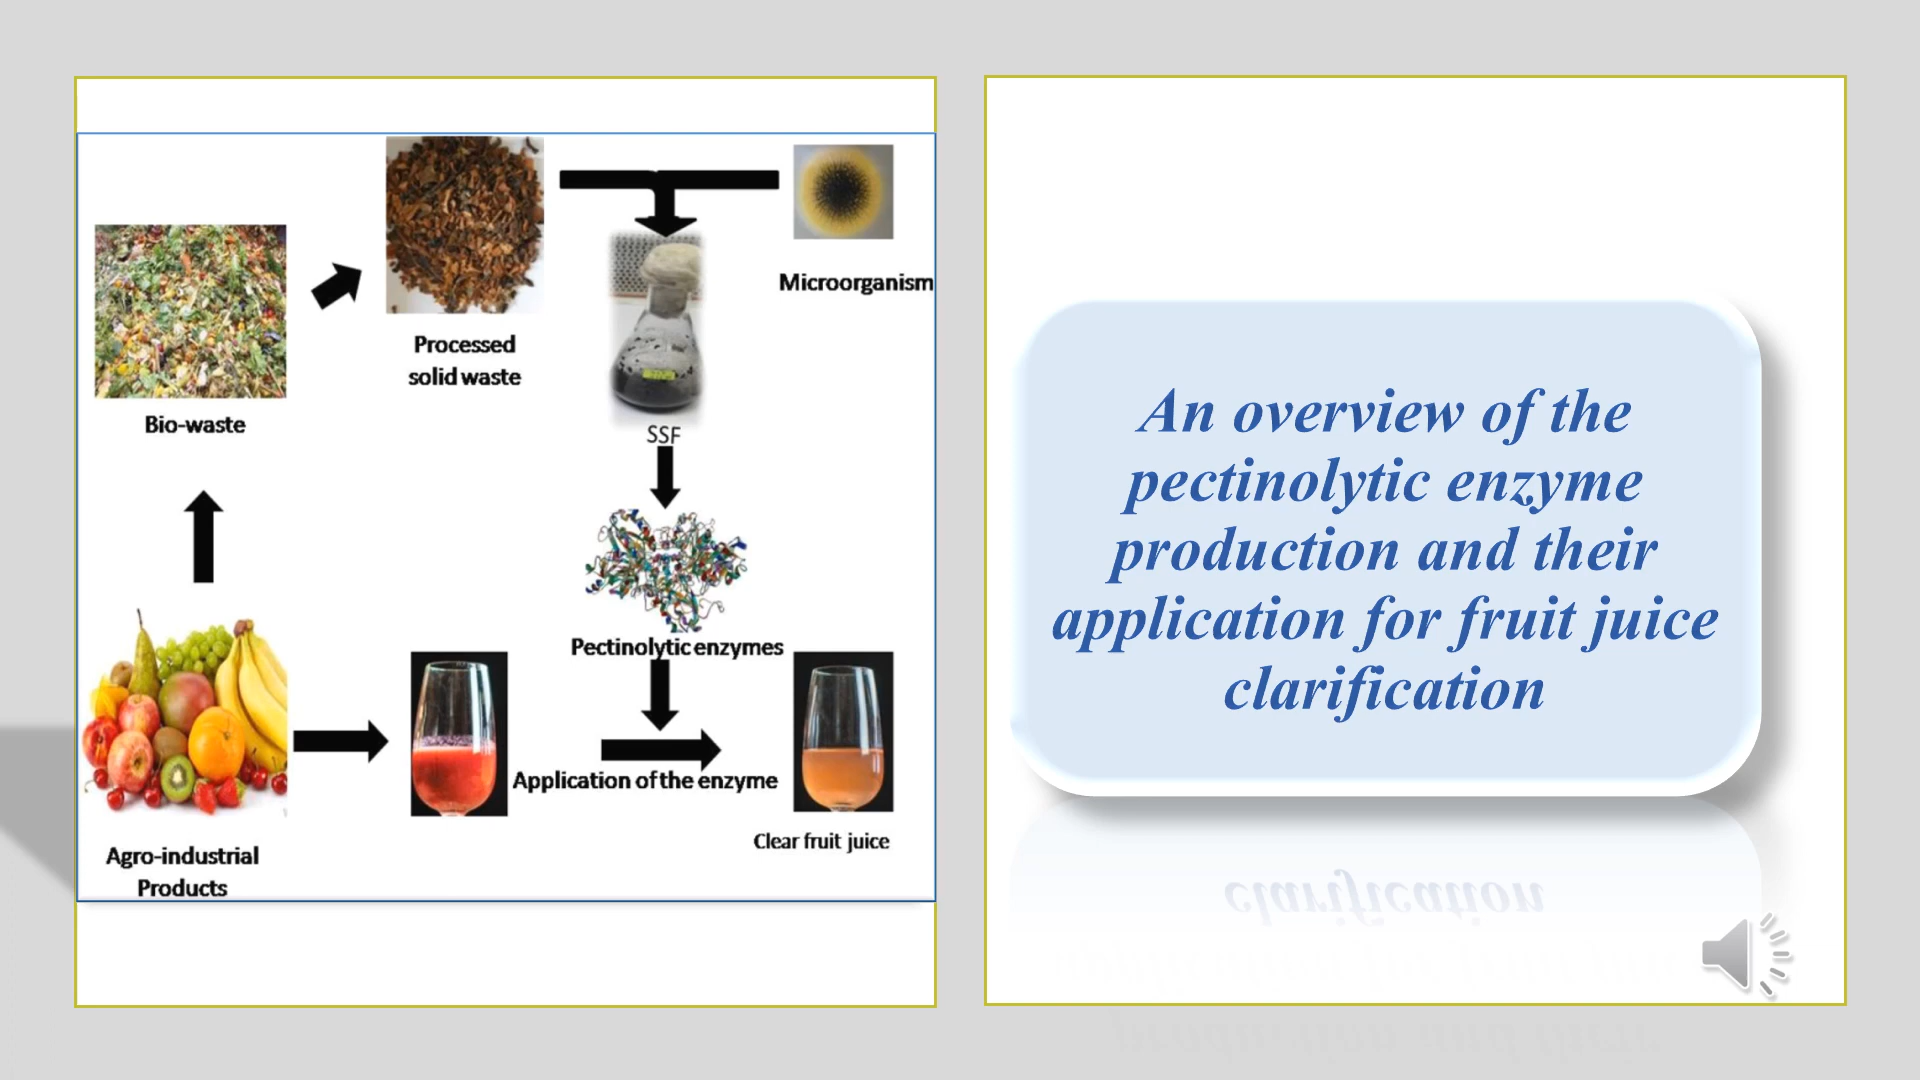 Microorganism
Processed
solid waste
Bio-waste
SSF
Pectinolytic enzymes
Application of the enzyme
Clear fruit juice
Agro-industrial
Products
An overview of the
pectinolytic enzyme
production and their
application for fruit juice
clarification